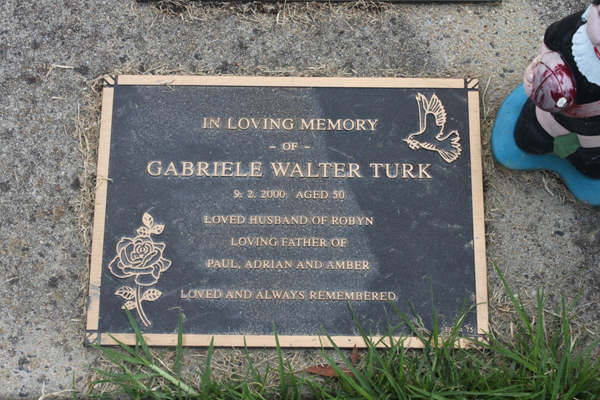 IN LOVING MEMORY
- OF -
GABRIELE WALTER TURK
9. 2. 2000 AGED 50
LOVED HUSBAND OF ROBYN
LOVING FATHER OF
PAUL, ADRIAN AND AMBER
LOVED AND ALWAYS REMEMBERED